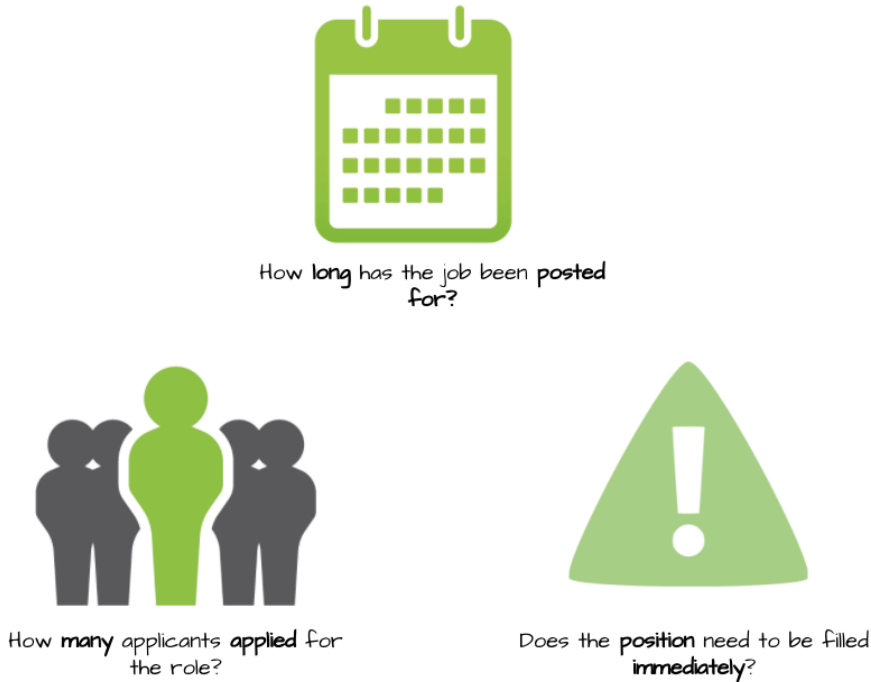 How long has the job been posted
for?
How many applicants applied for
the role?
Does the position need to be filled
immediately?